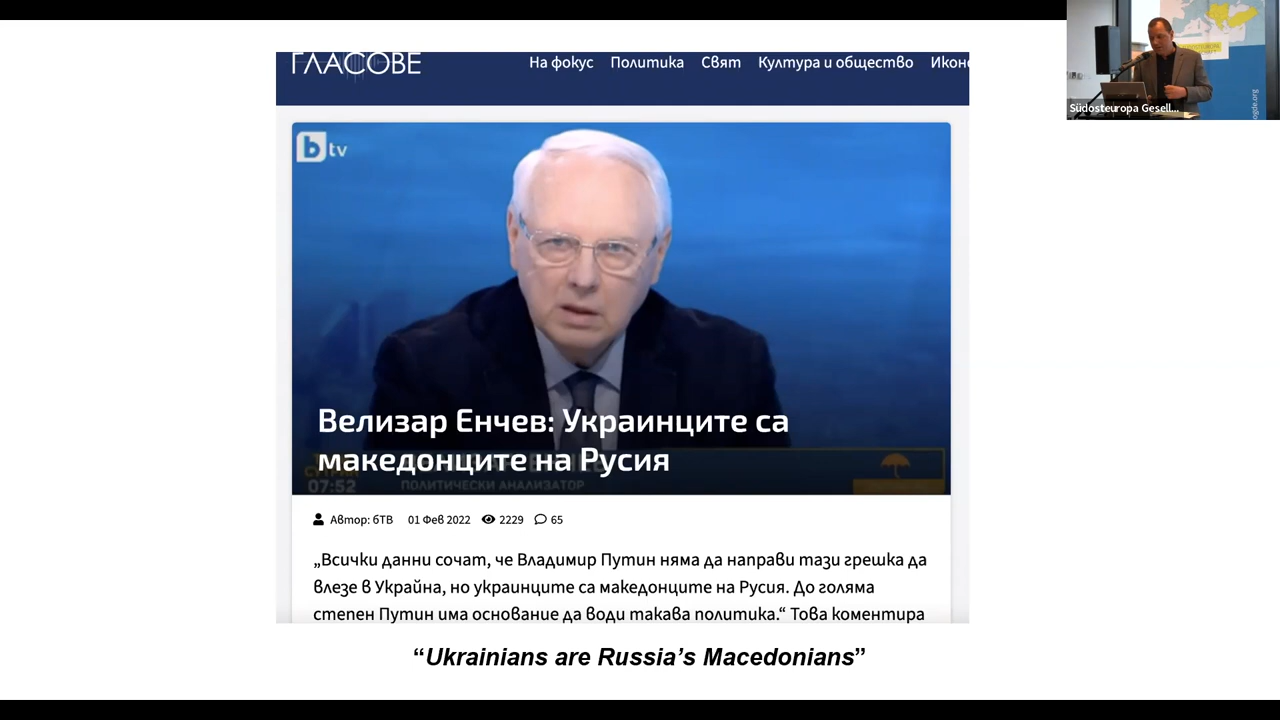 ГЛАСОВЕ
На фокус Политика Свят Култура и общество Иконо
btv
Велизар Енчев: Украинците са
македонците на Русия
07:52
ПОЛИТИЧЕСКИ АНАЛИЗАТОР
Автор: бТВ 01 Фев 2022 2229 65
„Всички данни сочат, че Владимир Путин няма да направи тази грешка да
влезе в Украйна, но украинците са македонците на Русия. До голяма
степен Путин има основание да води такава политика.“ Това коментира
“Ukrainians are Russia’s Macedonians”
Südosteuropa Gesell...
ogde.org